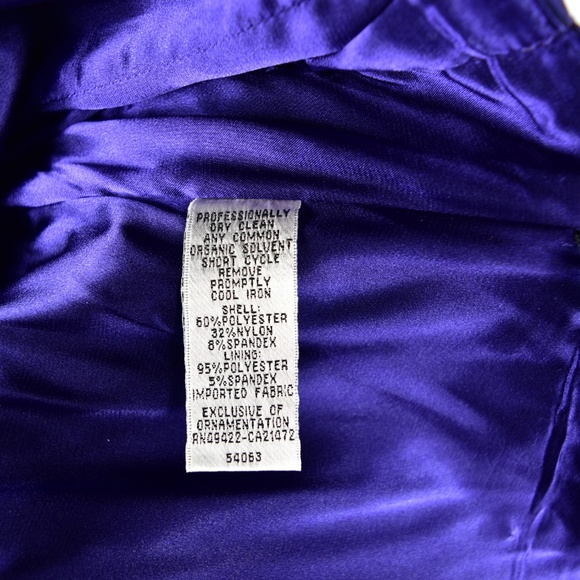 PROFESSIONALLY
DRY CLEAN
ANY COMMON
ORGANIC SOLVENT
SHORT CYCLE
REMOVE
PROMPTLY
COOL IRON
SHELL:
60%POLYESTER
32%NYLON
8%SPANDEX
LINING:
95%POLYESTER
5%SPANDEX
IMPORTED FABRIC
EXCLUSIVE OF
ORNAMENTATION
RN49422-CA21472
54063